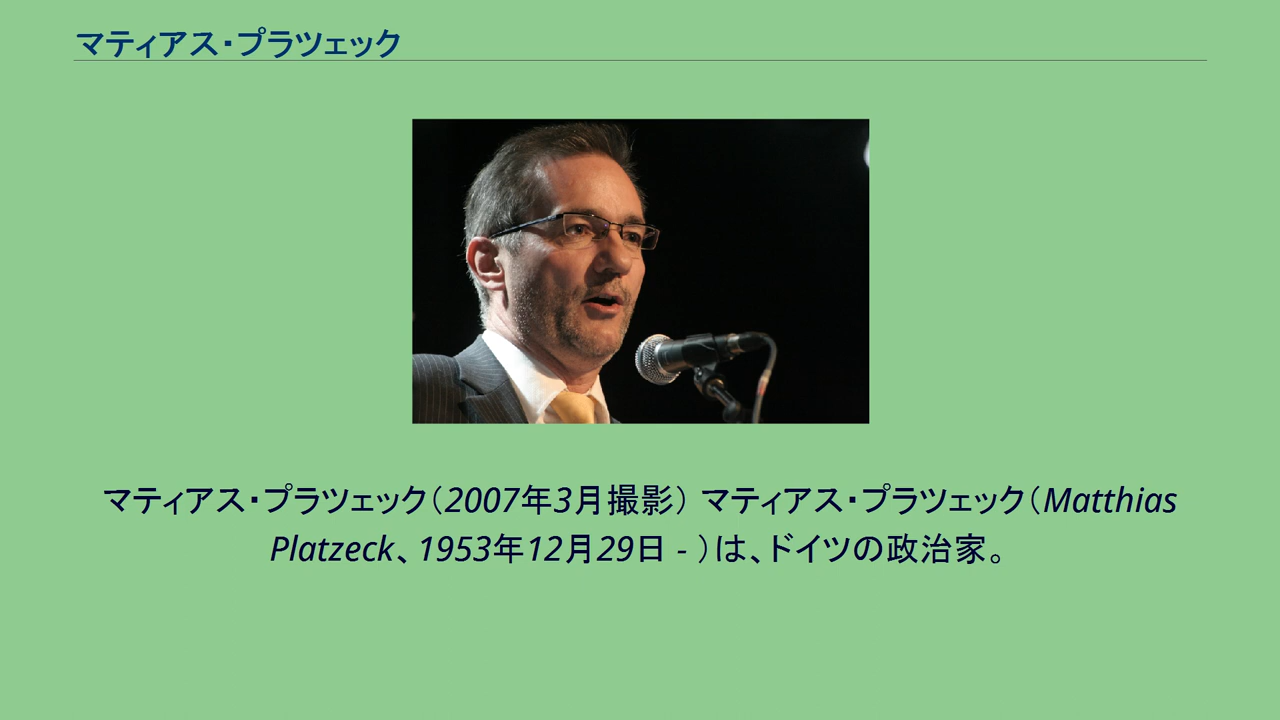 マティアス・プラツェック
マティアス・プラツェック（2007年3月撮影） マティアス・プラツェック（Matthias
Platzeck、1953年12月29日 - ）は、ドイツの政治家。